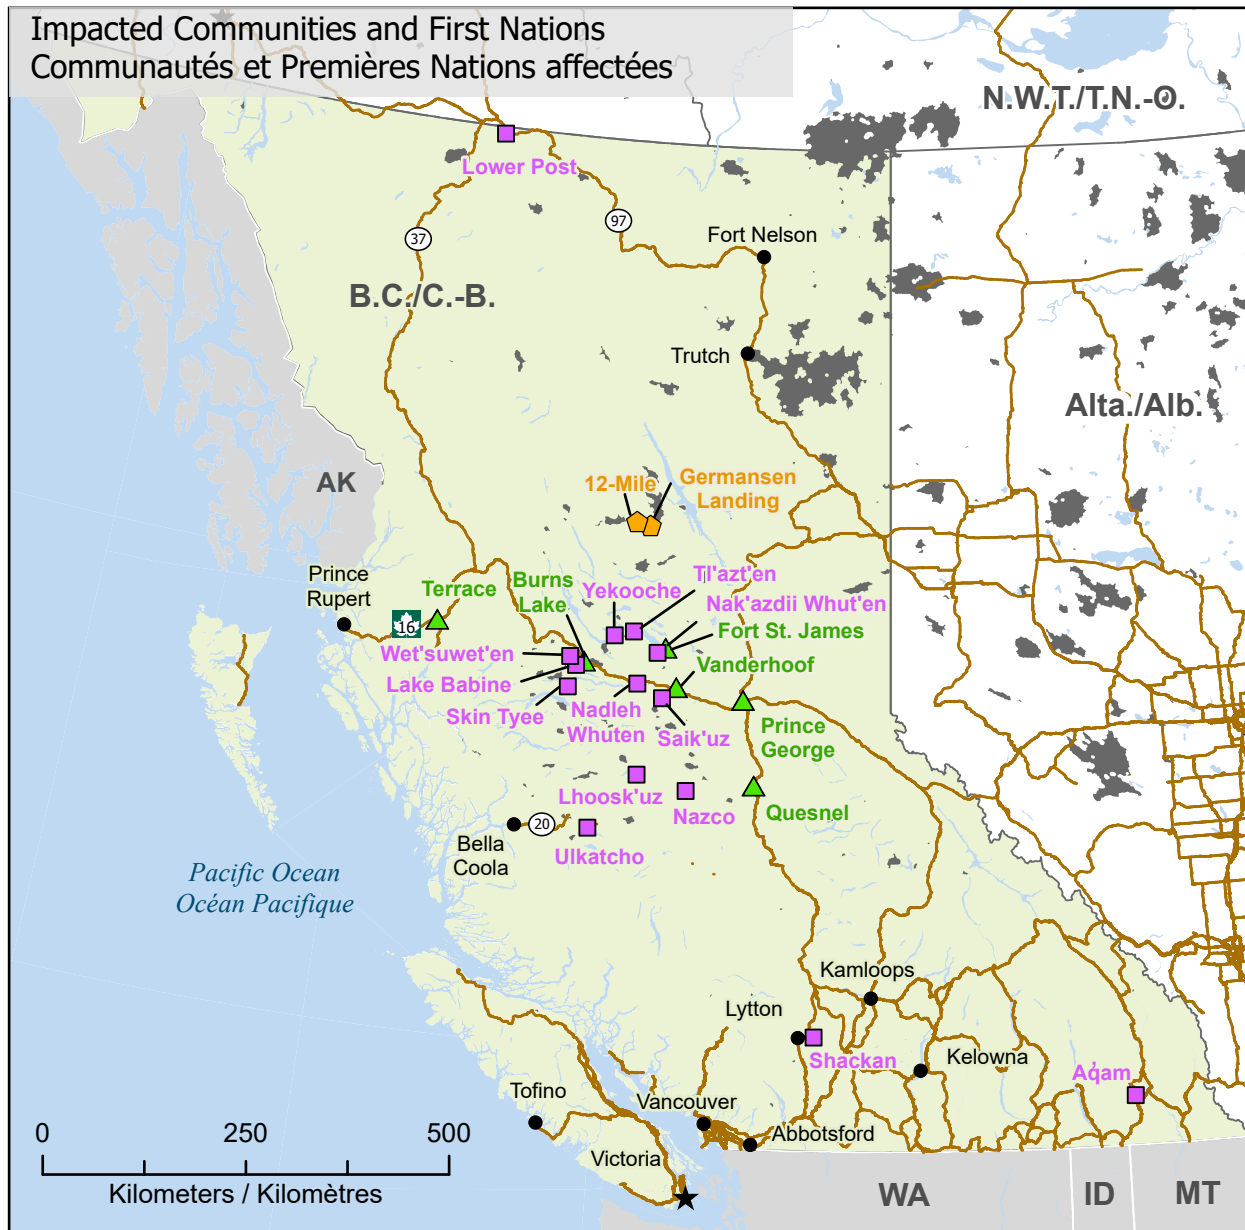 Impacted Communities and First Nations
Communautés et Premières Nations affectées
N.W.T./T.N.-O.
Lower Post
97
37
Fort Nelson
B.C./C.-B.
Trutch
Alta./Alb.
AK
12-Mile
Germansen
Landing
Prince
Rupert
16
Terrace
Burns
Lake
Yekooche
Tl'azt'en
Nak'azdii Whut'en
Fort St. James
Wet'suwet'en
Vanderhoof
Lake Babine
Skin Tyee
Nadleh
Whuten
Saik'uz
Prince
George
Lhoosk'uz
Nazco
Quesnel
20
Bella
Coola
Ulkatcho
Pacific Ocean
Océan Pacifique
Kamloops
Lytton
Shackan
Kelowna
Aq̓am
Tofino
Vancouver
Abbotsford
Victoria
0 250 500
Kilometers / Kilomètres
WA
ID
MT